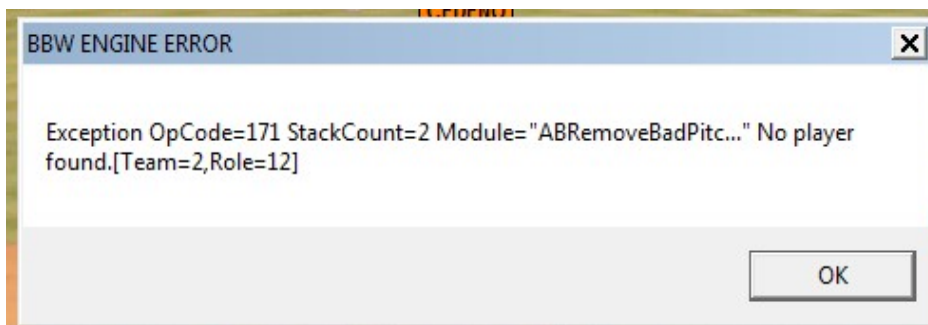 BBW ENGINE ERROR
Exception OpCode=171 StackCount=2 Module="ABRemoveBadPitc..." No player
found.[Team=2,Role=12]
OK